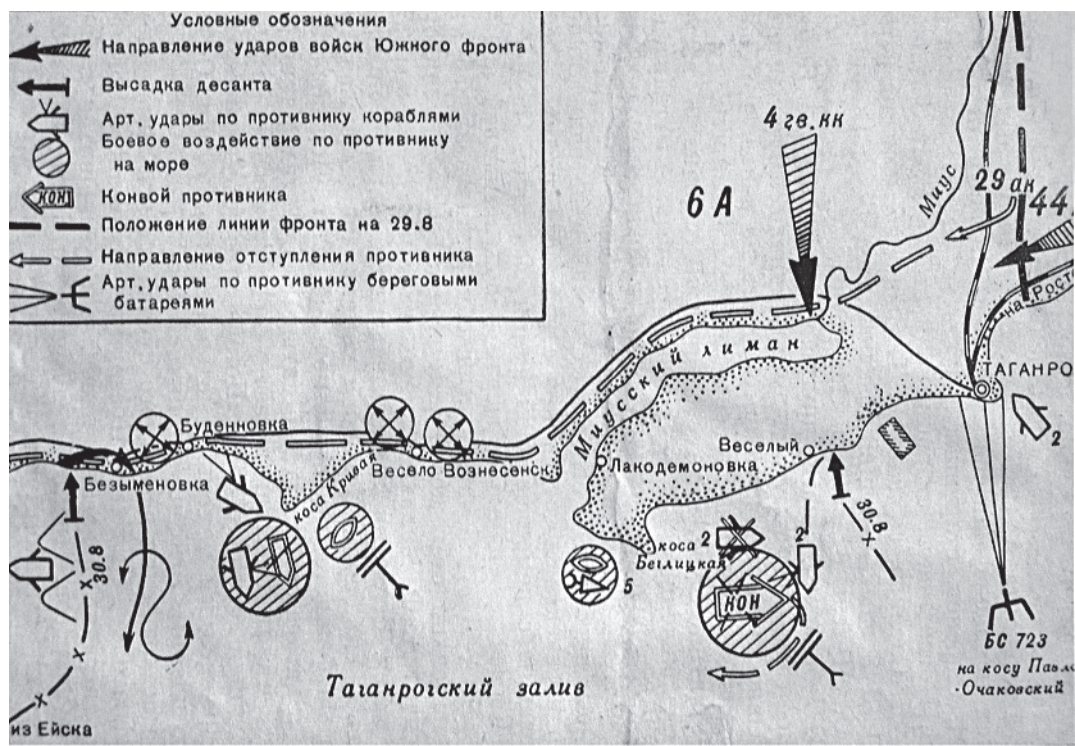 Условные обозначения
Направление ударов войск Южного фронта
Высадка десанта
Арт. удары по противнику кораблями
Боевое воздействие по противнику
на море
КОН
Конвой противника
Положение линии фронта на 29.8
Направление отступления противника
Арт. удары по противнику береговыми
батареями
4 гв. кк
6 А
Миус
29 ак
44
на Росто
Миусский лиман
ТАГАНРО
2
Буденновка
Безыменовка
коса Кривая
Весело Вознесенск
Лакодемоновка
Веселый
30.8
30.8
коса
Беглицкая
2
2
5
КОН
БС 723
на косу Павло
-Очаковский
Таганрогский залив
из Ейска